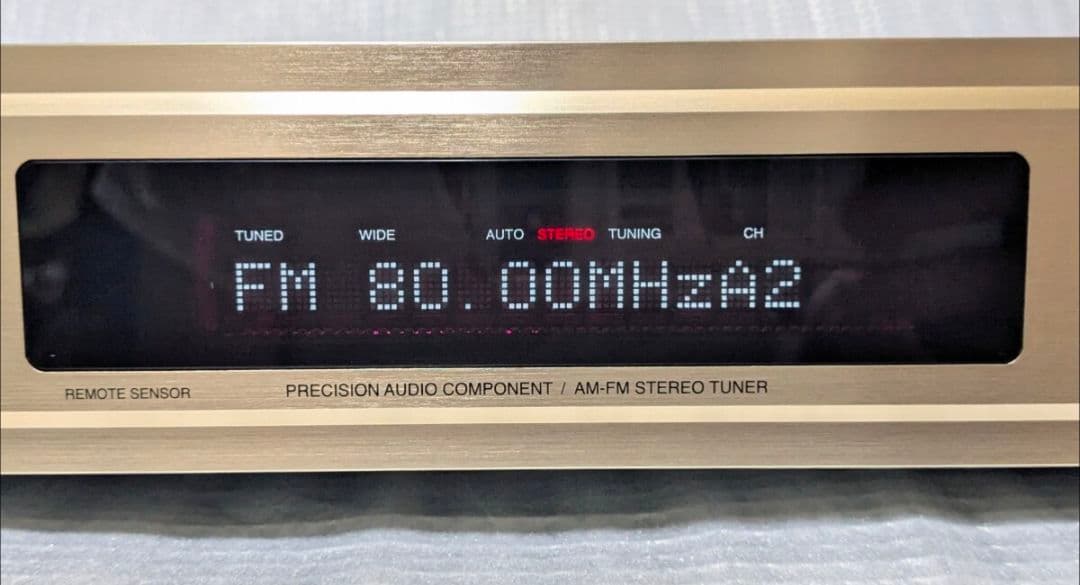 TUNED WIDE AUTO STEREO TUNING CH
FM 80.00MHzA2
REMOTE SENSOR PRECISION AUDIO COMPONENT / AM-FM STEREO TUNER